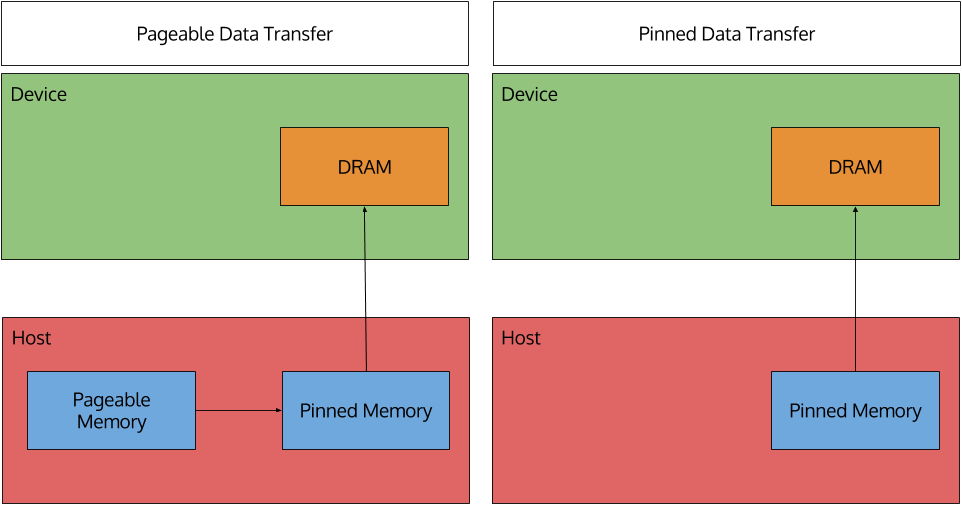 Pageable Data Transfer
Device
DRAM
Host
Pageable
Memory
Pinned Memory
Pinned Data Transfer
Device
DRAM
Host
Pinned Memory